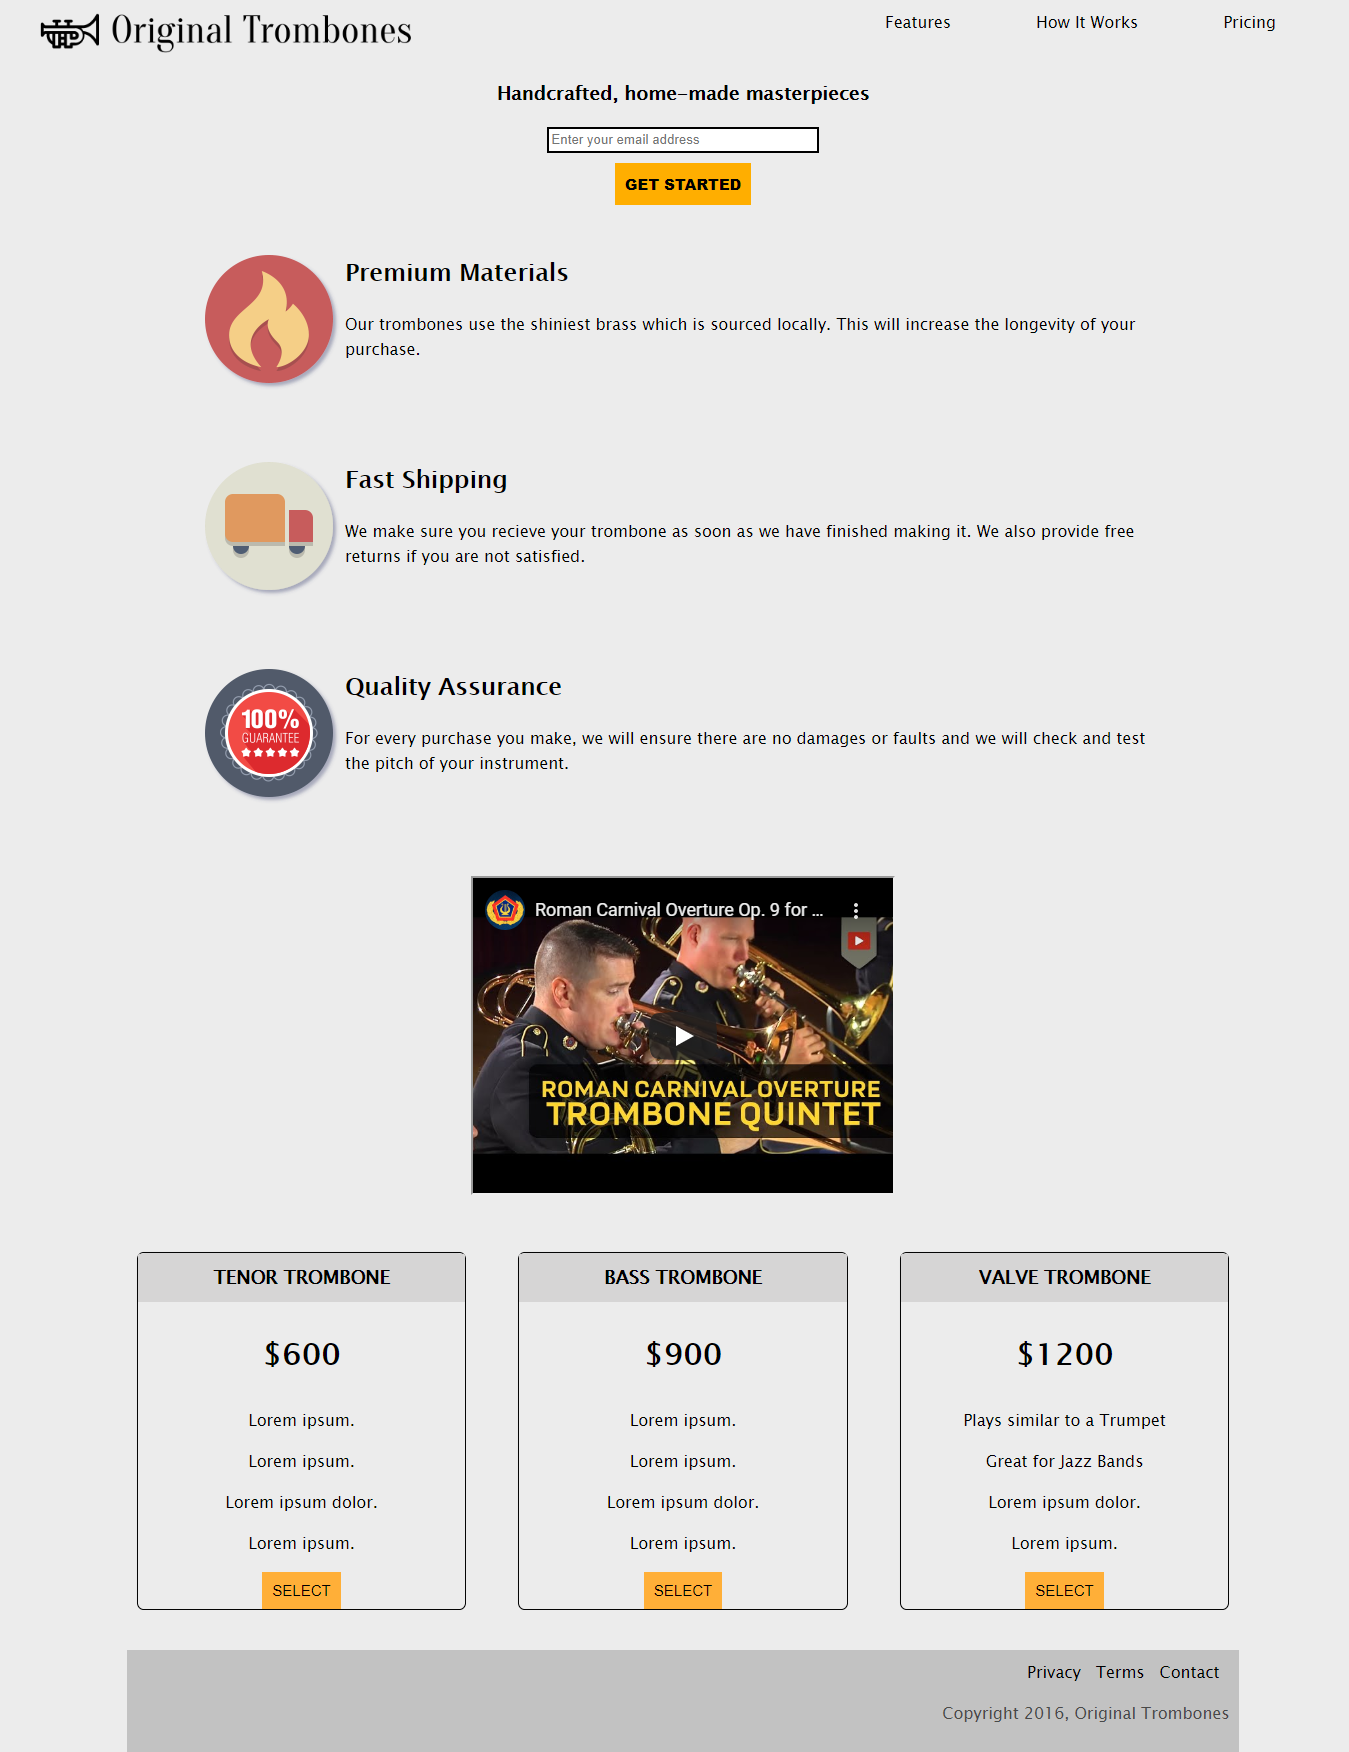 Original Trombones
Features
How It Works
Pricing
Handcrafted, home-made masterpieces
Enter your email address
GET STARTED
Premium Materials
Our trombones use the shiniest brass which is sourced locally. This will increase the longevity of your
purchase.
Fast Shipping
We make sure you recieve your trombone as soon as we have finished making it. We also provide free
returns if you are not satisfied.
100%
GUARANTEE
Quality Assurance
For every purchase you make, we will ensure there are no damages or faults and we will check and test
the pitch of your instrument.
Roman Carnival Overture Op. 9 for ...
ROMAN CARNIVAL OVERTURE
TROMBONE QUINTET
TENOR TROMBONE
$600
Lorem ipsum.
Lorem ipsum.
Lorem ipsum dolor.
Lorem ipsum.
SELECT
BASS TROMBONE
$900
Lorem ipsum.
Lorem ipsum.
Lorem ipsum dolor.
Lorem ipsum.
SELECT
VALVE TROMBONE
$1200
Plays similar to a Trumpet
Great for Jazz Bands
Lorem ipsum dolor.
Lorem ipsum.
SELECT
Privacy
Terms
Contact
Copyright 2016, Original Trombones